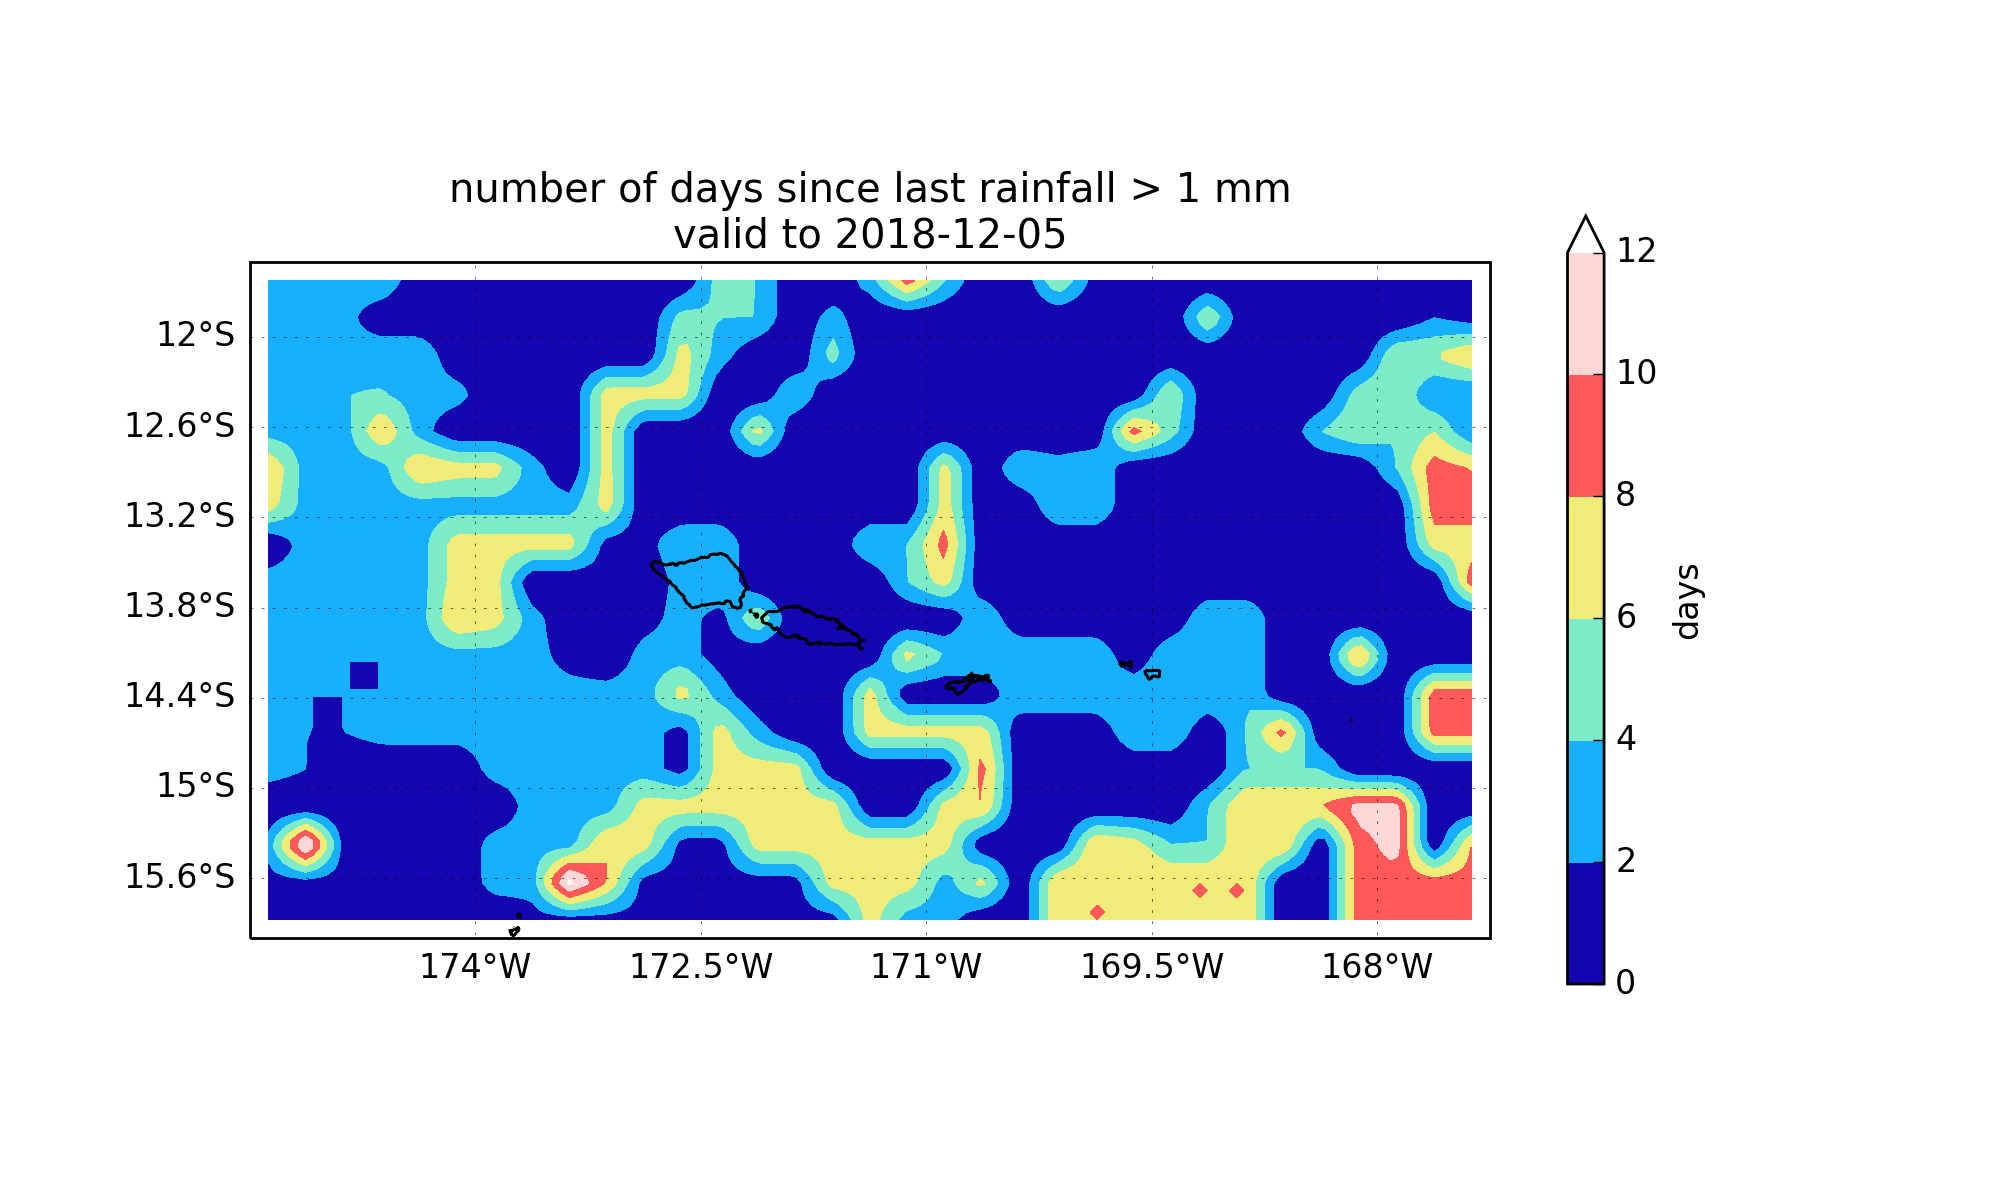 number of days since last rainfall > 1 mm
valid to 2018-12-05
12°S
12.6°S
13.2°S
13.8°S
14.4°S
15°S
15.6°S
174°W 172.5°W 171°W 169.5°W 168°W
12
10
8
6
4
2
0
days